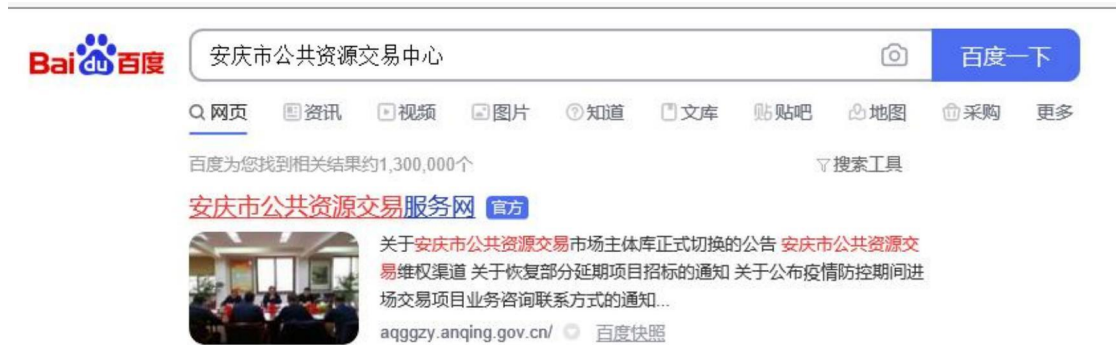 Bai du 百度 安庆市公共资源交易中心 百度一下
网页 资讯 视频 图片 知道 文库 贴吧 地图 采购 更多
百度为您找到相关结果约1,300,000个 搜索工具
安庆市公共资源交易服务网 官方
关于安庆市公共资源交易市场主体库正式切换的公告 安庆市公共资源交
易维权渠道 关于恢复部分延期项目招标的通知 关于公布疫情防控期间进
场交易项目业务咨询联系方式的通知...
aqggzy.anqing.gov.cn/ 百度快照